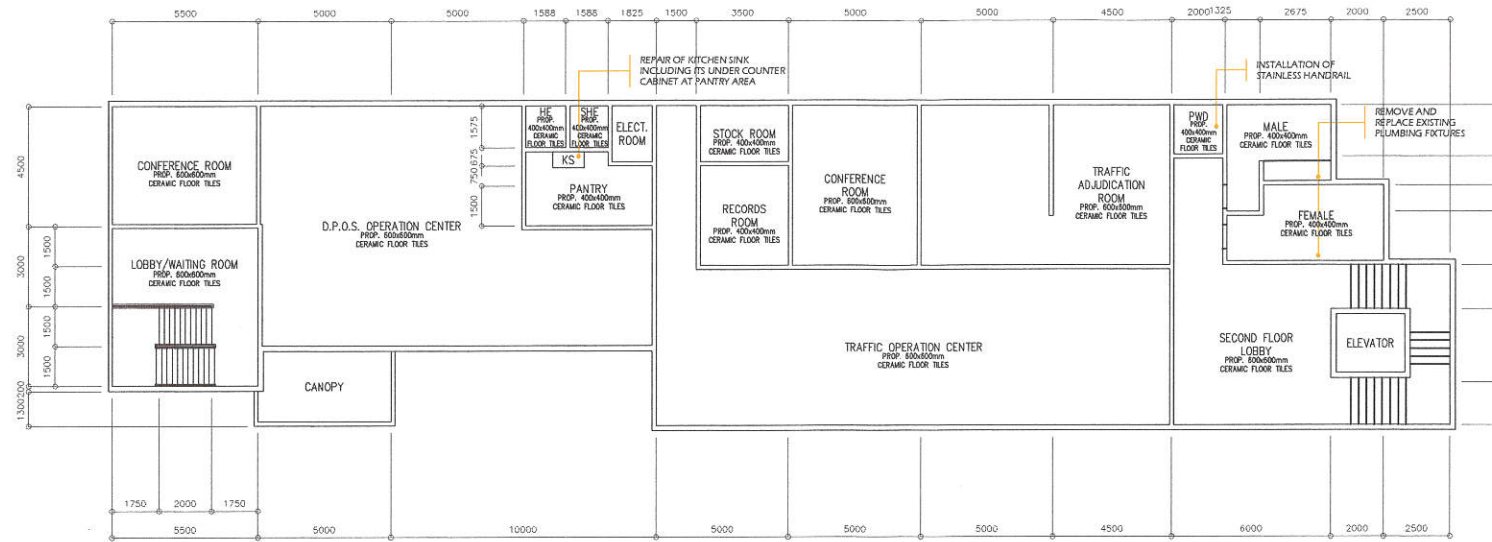 5500 5000 5000 1588 1588 1825 1500 3500 5000 5000 4500 2000 1325 2675 2000 2500
REPAIR OF KITCHEN SINK
INCLUDING ITS UNDER COUNTER
CABINET AT PANTRY AREA
INSTALLATION OF
STAINLESS HANDRAIL
REMOVE AND
REPLACE EXISTING
PLUMBING FIXTURES
4500
3000
3000
200
1300
1500
1500
1500
1500
1575
675
750
1500
CONFERENCE ROOM
PROP. 600x600mm
CERAMIC FLOOR TILES
LOBBY/WAITING ROOM
PROP. 600x600mm
CERAMIC FLOOR TILES
D.P.O.S. OPERATION CENTER
PROP. 600x600mm
CERAMIC FLOOR TILES
CANOPY
HE
PROP.
400x400mm
CERAMIC
FLOOR TILES
SHE
PROP.
400x400mm
CERAMIC
FLOOR TILES
ELECT.
ROOM
KS
PANTRY
PROP. 400x400mm
CERAMIC FLOOR TILES
STOCK ROOM
PROP. 400x400mm
CERAMIC FLOOR TILES
RECORDS
ROOM
PROP. 400x400mm
CERAMIC FLOOR TILES
CONFERENCE
ROOM
PROP. 600x600mm
CERAMIC FLOOR TILES
TRAFFIC
ADJUDICATION
ROOM
PROP. 600x600mm
CERAMIC FLOOR TILES
PWD
PROP.
400x400mm
CERAMIC
FLOOR TILES
MALE
PROP. 400x400mm
CERAMIC FLOOR TILES
FEMALE
PROP. 400x400mm
CERAMIC FLOOR TILES
TRAFFIC OPERATION CENTER
PROP. 600x600mm
CERAMIC FLOOR TILES
SECOND FLOOR
LOBBY
PROP. 600x600mm
CERAMIC FLOOR TILES
ELEVATOR
1750 2000 1750
5500 5000 10000 5000 5000 5000 4500 6000 2000 2500